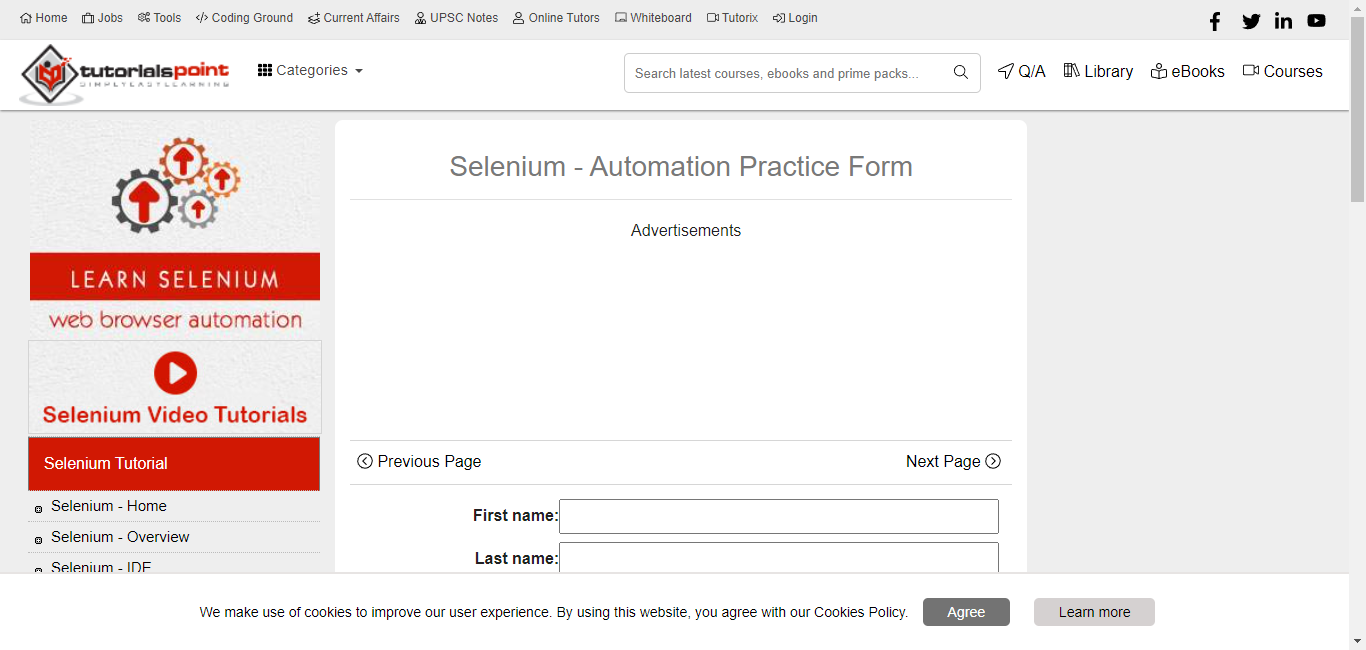 Home Jobs Tools Coding Ground Current Affairs UPSC Notes Online Tutors Whiteboard Tutorix Login
tutorialspoint
SIMPLYEASYLEARNING
Categories
Search latest courses, ebooks and prime packs...
Q/A Library eBooks Courses
LEARN SELENIUM
web browser automation
Selenium Video Tutorials
Selenium Tutorial
Selenium - Home
Selenium - Overview
Selenium - IDE
Selenium - Automation Practice Form
Advertisements
Previous Page Next Page
First name:
Last name:
We make use of cookies to improve our user experience. By using this website, you agree with our Cookies Policy. Agree Learn more